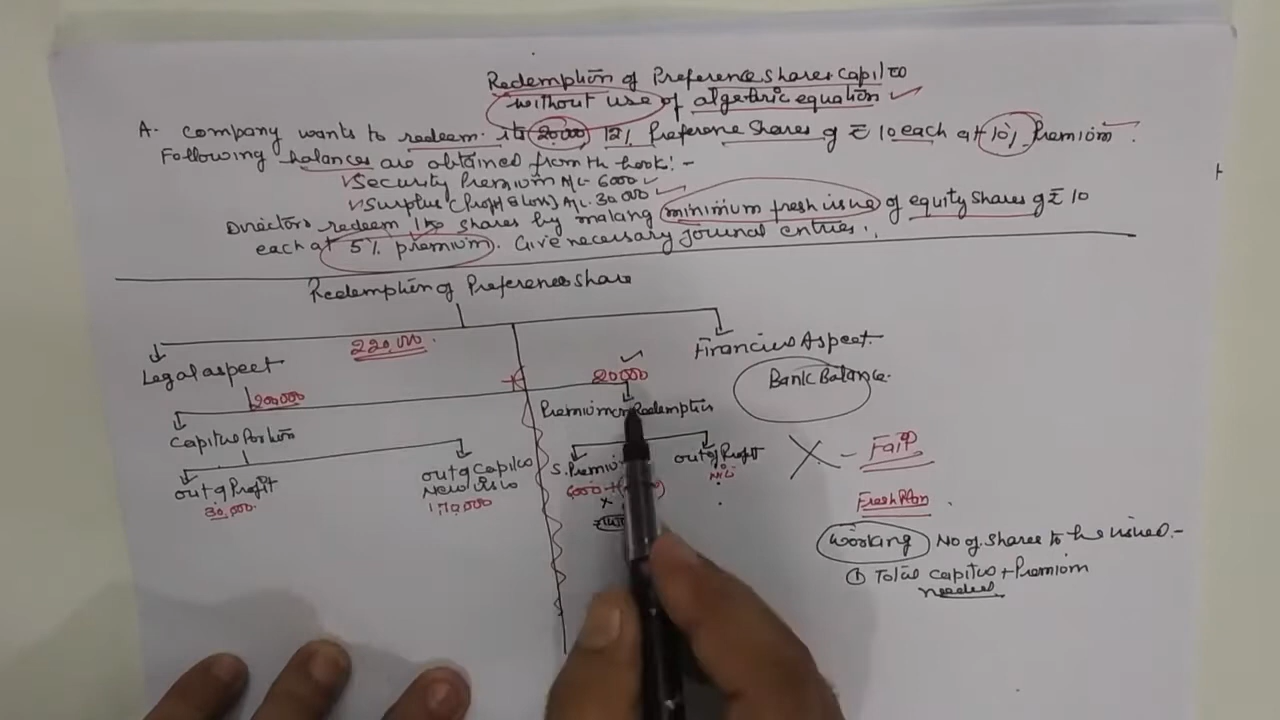 Redemption of Preference share capital
without use of algebric equation
A- company wants to redeem its 20,000, 12% Preference Shares of ₹ 10 each at 10% Premium.
Following balances are obtained from the book:-
Security Premium A/c- 6000
Surplus (Profit & Loss) A/c. 30,000
Directors redeem the shares by making minimum fresh issue of equity Shares of ₹ 10
each at 5% premium. Give necessary journal entries.
Redemption of Preference share
220,000
Legal aspect
Financial Aspect
200000
20000
Bank Balance
Capital Portion
Premium on Redemption
Out of Profit
30,000
Out of Capital
New
170000
S. Premium
6000 +
Out of Profit
Nil
X
X - Fail
Fresh Plan
Working No of Shares to be issued.-
① Total capital + Premium
needed